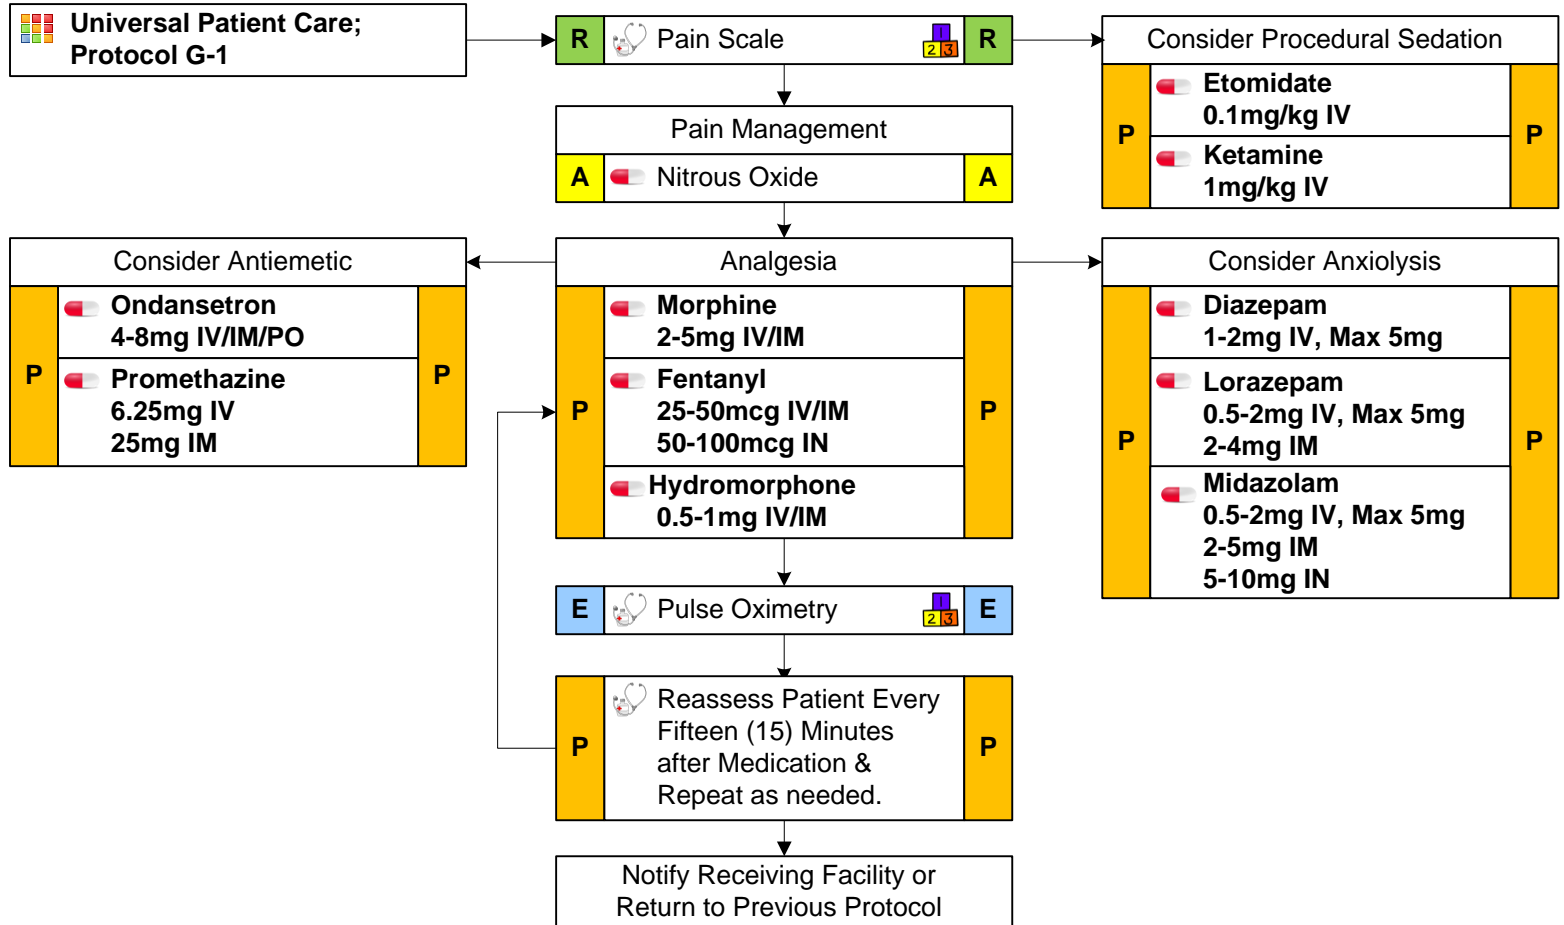 Universal Patient Care;
Protocol G-1
R Pain Scale 1 2 3 R
Consider Procedural Sedation
P
Etomidate
0.1mg/kg IV
Ketamine
1mg/kg IV
P
Pain Management
A Nitrous Oxide A
Consider Antiemetic
P
Ondansetron
4-8mg IV/IM/PO
Promethazine
6.25mg IV
25mg IM
P
Analgesia
P
Morphine
2-5mg IV/IM
Fentanyl
25-50mcg IV/IM
50-100mcg IN
Hydromorphone
0.5-1mg IV/IM
P
Consider Anxiolysis
P
Diazepam
1-2mg IV, Max 5mg
Lorazepam
0.5-2mg IV, Max 5mg
2-4mg IM
Midazolam
0.5-2mg IV, Max 5mg
2-5mg IM
5-10mg IN
P
E Pulse Oximetry 1 2 3 E
P
Reassess Patient Every
Fifteen (15) Minutes
after Medication &
Repeat as needed.
P
Notify Receiving Facility or
Return to Previous Protocol